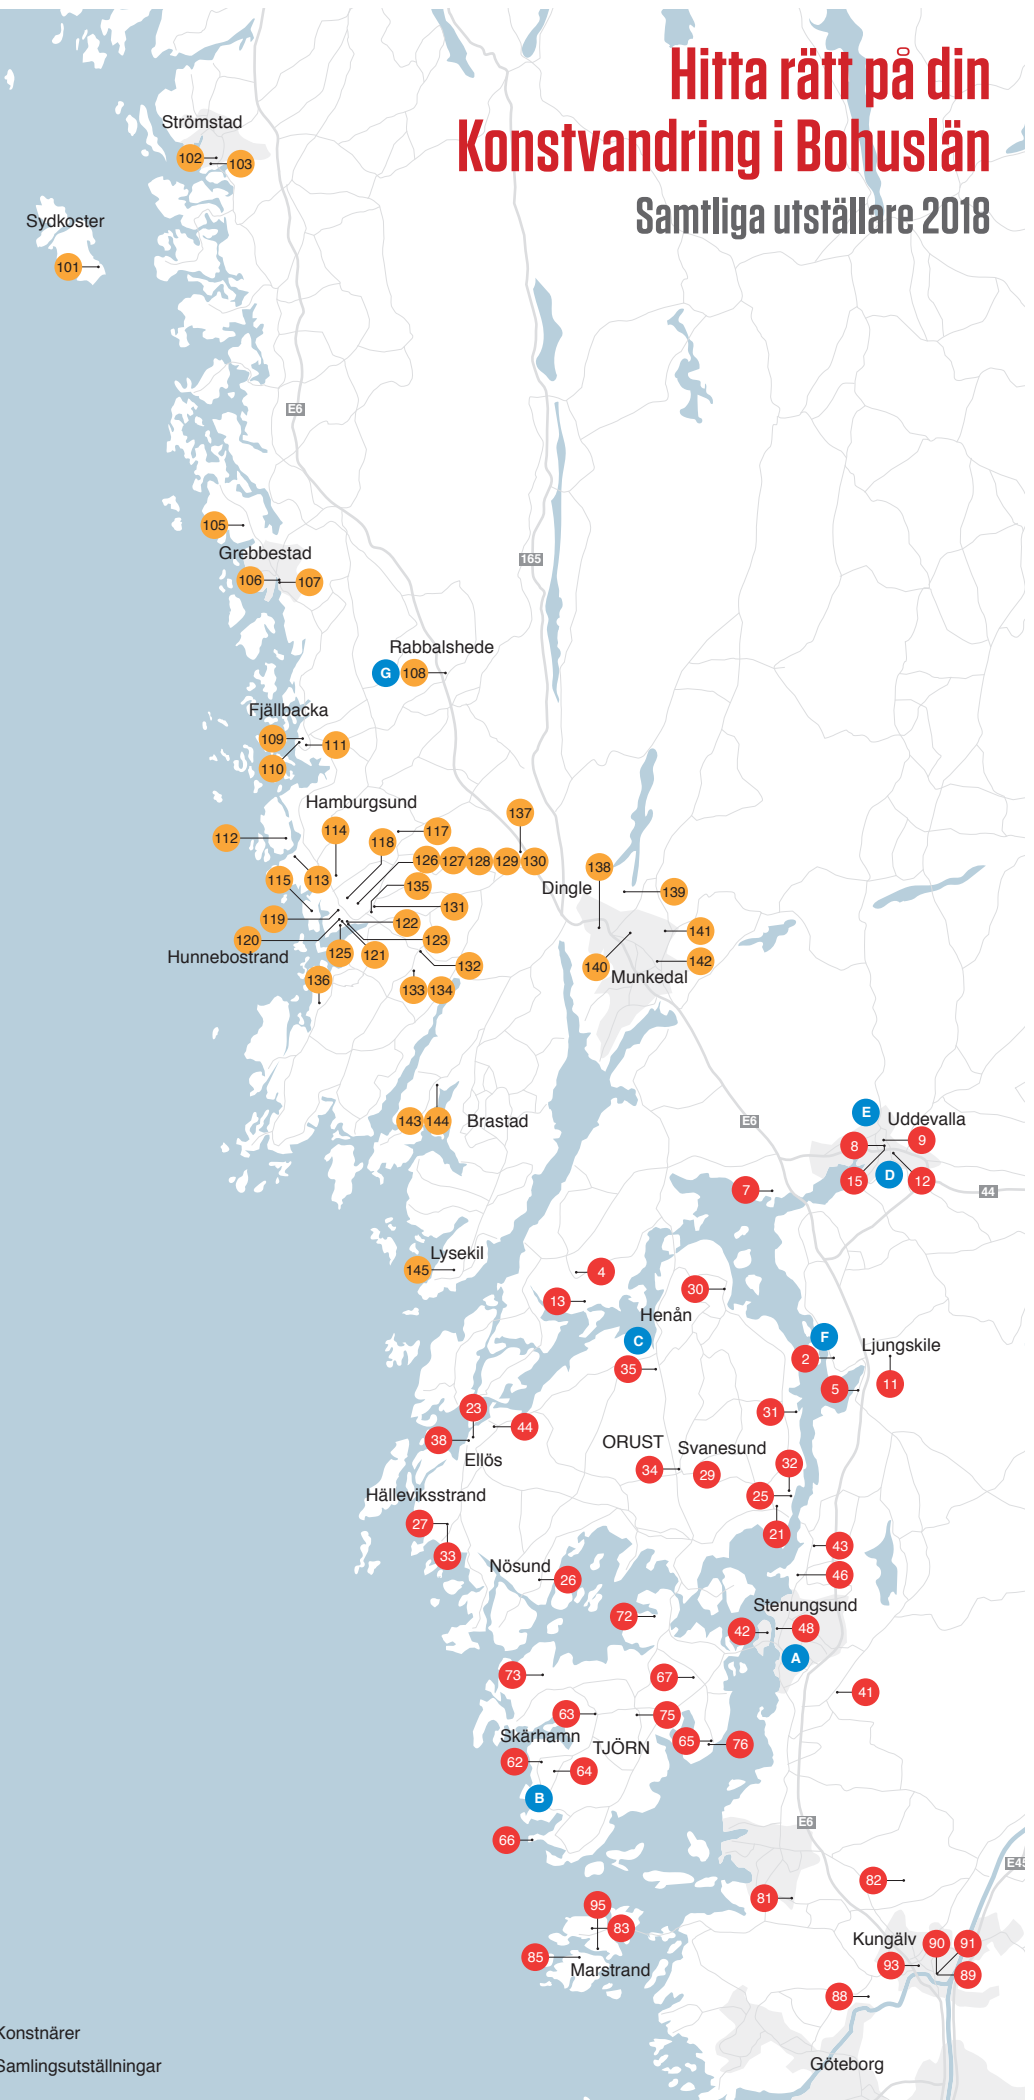 Hitta rätt på din
Konstvandring i Bohuslän
Samtliga utställare 2018
Strömstad
102
103
Sydkoster
101
E6
105
Grebbestad
106
107
165
Rabbalshede
G
108
Fjällbacka
109
111
110
Hamburgsund
137
112
114
118
117
126 127 128 129 130
138
Dingle
115
113
135
139
119
131
122
141
120
123
125
121
Hunnebostrand
132
140
142
Munkedal
136
133 134
143 144
Brastad
E6
E
Uddevalla
8
9
15
D
12
7
44
Lysekil
145
4
13
30
Henån
C
F
Ljungskile
35
2
5
11
23
31
38
44
Ellös
ORUST
Svanesund
34
29
32
25
Hälleviksstrand
27
21
33
43
Nösund
26
46
Stenungsund
72
42
48
A
73
67
41
63
75
Skärhamn
TJÖRN
65
76
62
64
B
66
E6
E45
82
81
95
83
85
Marstrand
Kungälv
90
91
93
89
88
Göteborg
Konstnärer
Samlingsutställningar